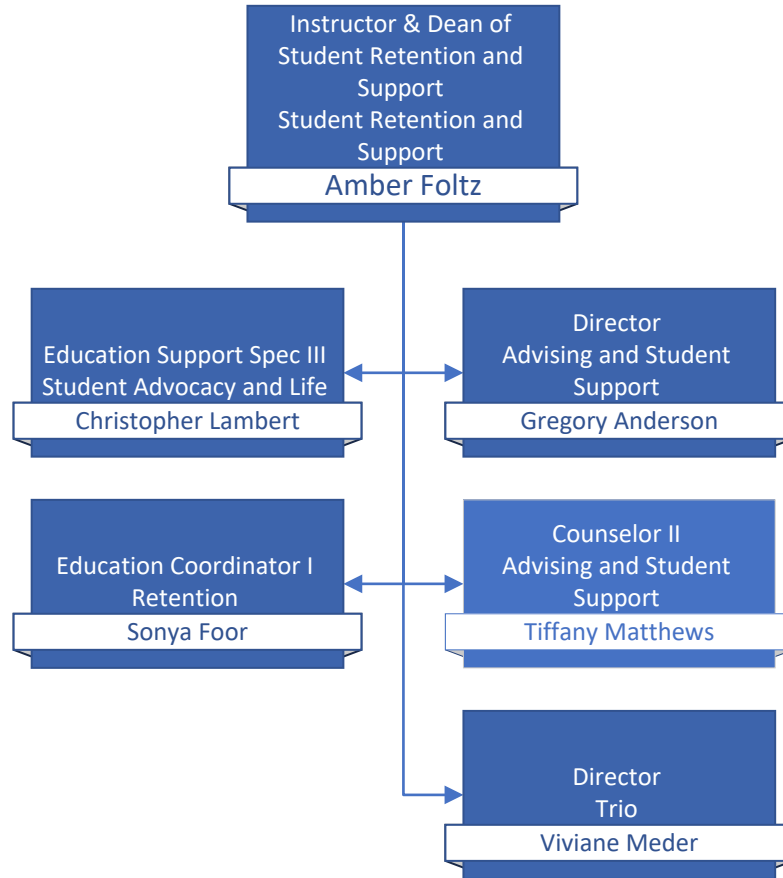 Instructor & Dean of
Student Retention and
Support
Student Retention and
Support
Amber Foltz
Education Support Spec III
Student Advocacy and Life
Christopher Lambert
Director
Advising and Student
Support
Gregory Anderson
Education Coordinator I
Retention
Sonya Foor
Counselor II
Advising and Student
Support
Tiffany Matthews
Director
Trio
Viviane Meder